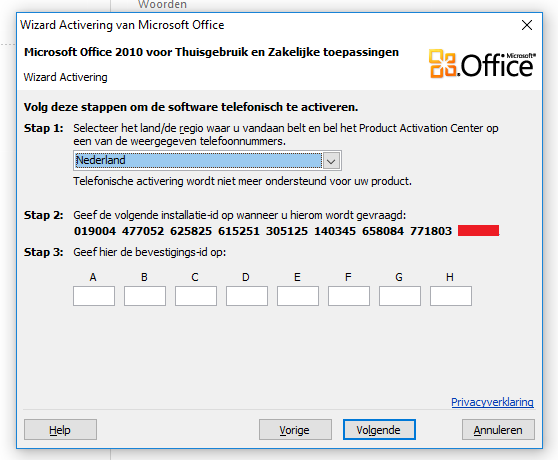 Woorden
Wizard Activering van Microsoft Office
Microsoft Office 2010 voor Thuisgebruik en Zakelijke toepassingen
Wizard Activering
Microsoft®
Office
Volg deze stappen om de software telefonisch te activeren.
Stap 1: Selecteer het land/de regio waar u vandaan belt en bel het Product Activation Center op
een van de weergegeven telefoonnummers.
Nederland
Telefonische activering wordt niet meer ondersteund voor uw product.
Stap 2: Geef de volgende installatie-id op wanneer u hierom wordt gevraagd:
019004 477052 625825 615251 305125 140345 658084 771803
Stap 3: Geef hier de bevestigings-id op:
A B C D E F G H
Privacyverklaring
Help Vorige Volgende Annuleren